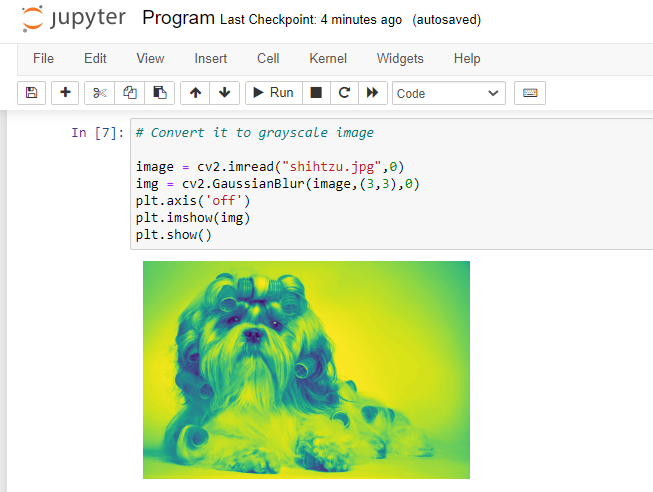 jupyter Program Last Checkpoint: 4 minutes ago (autosaved)
File Edit View Insert Cell Kernel Widgets Help
Run Code
In [7]: # Convert it to grayscale image
image = cv2.imread("shihtzu.jpg",0)
img = cv2.GaussianBlur(image,(3,3),0)
plt.axis('off')
plt.imshow(img)
plt.show()